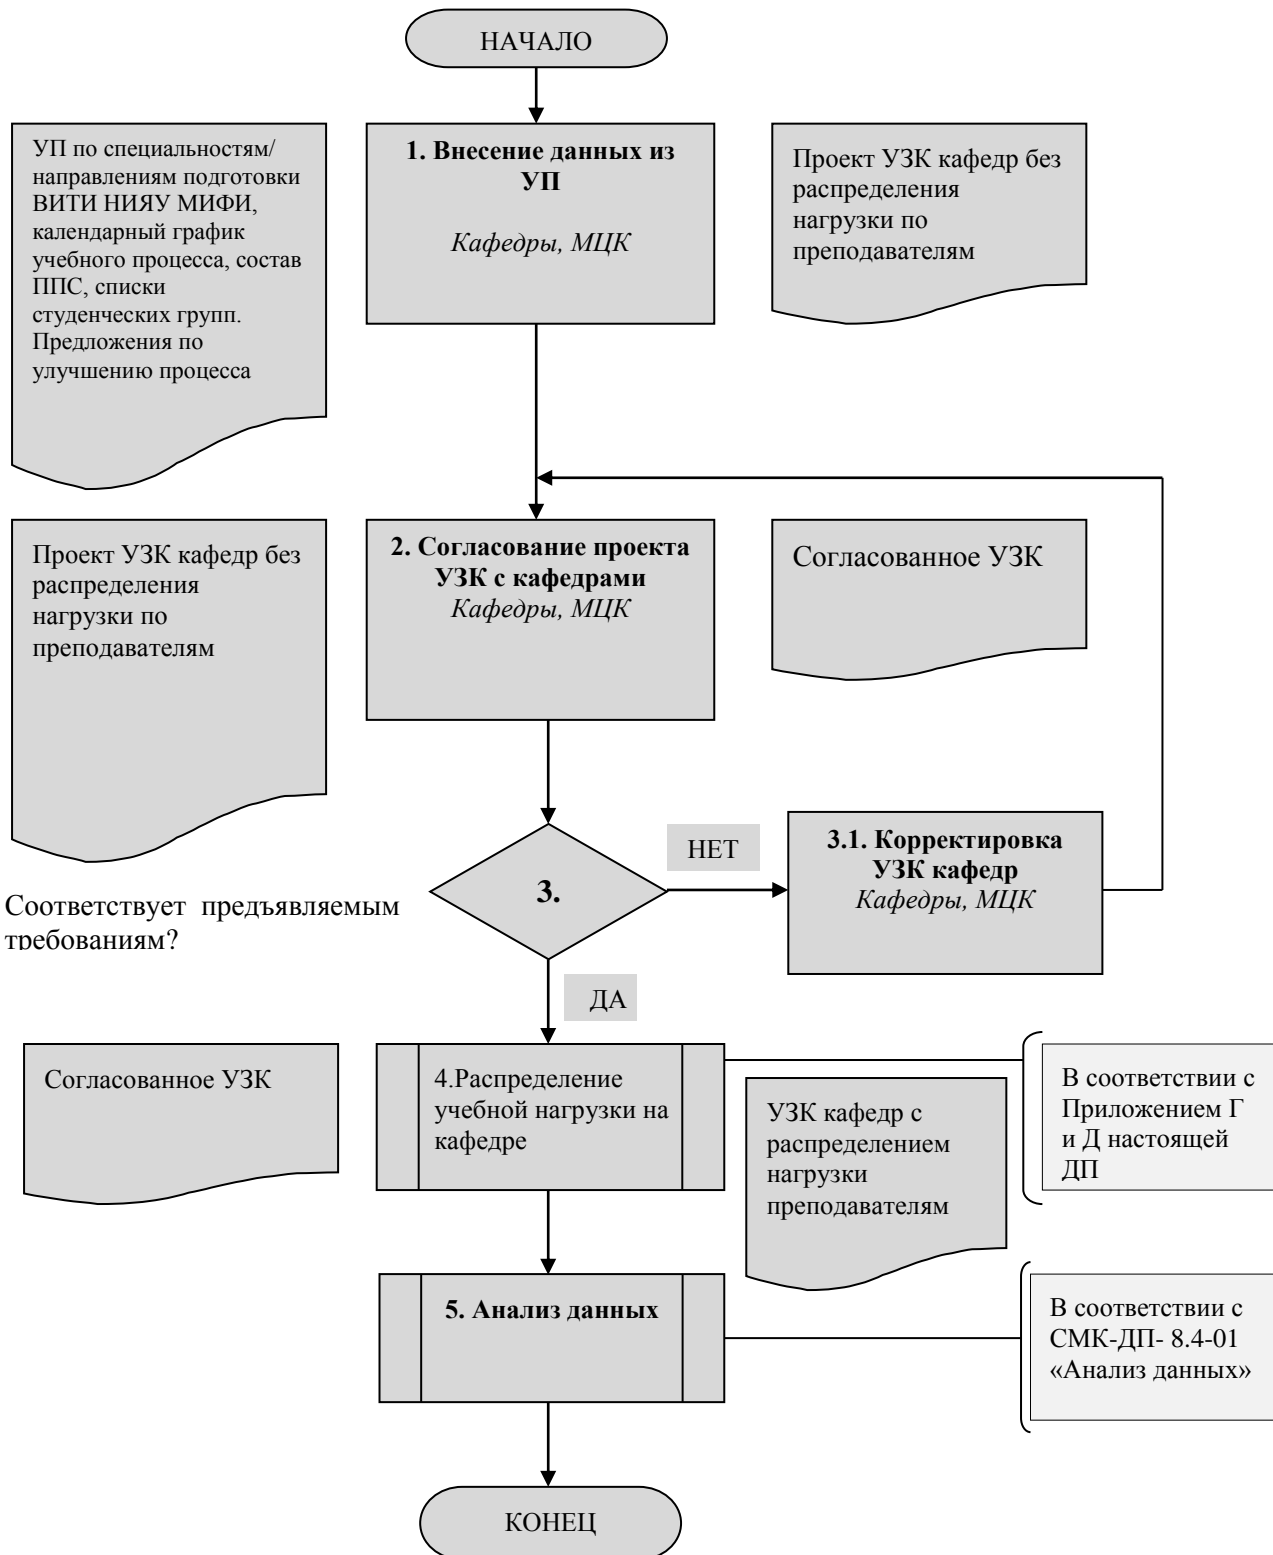 НАЧАЛО
УП по специальностям/
направлениям подготовки
ВИТИ НИЯУ МИФИ,
календарный график
учебного процесса, состав
ППС, списки
студенческих групп.
Предложения по
улучшению процесса
1. Внесение данных из
УП
Кафедры, МЦК
Проект УЗК кафедр без
распределения
нагрузки по
преподавателям
Проект УЗК кафедр без
распределения
нагрузки по
преподавателям
2. Согласование проекта
УЗК с кафедрами
Кафедры, МЦК
Согласованное УЗК
Соответствует предъявляемым
требованиям?
3.
НЕТ
3.1. Корректировка
УЗК кафедр
Кафедры, МЦК
ДА
Согласованное УЗК
4.Распределение
учебной нагрузки на
кафедре
УЗК кафедр с
распределением
нагрузки
преподавателям
В соответствии с
Приложением Г
и Д настоящей
ДП
5. Анализ данных
В соответствии с
СМК-ДП- 8.4-01
«Анализ данных»
КОНЕЦ